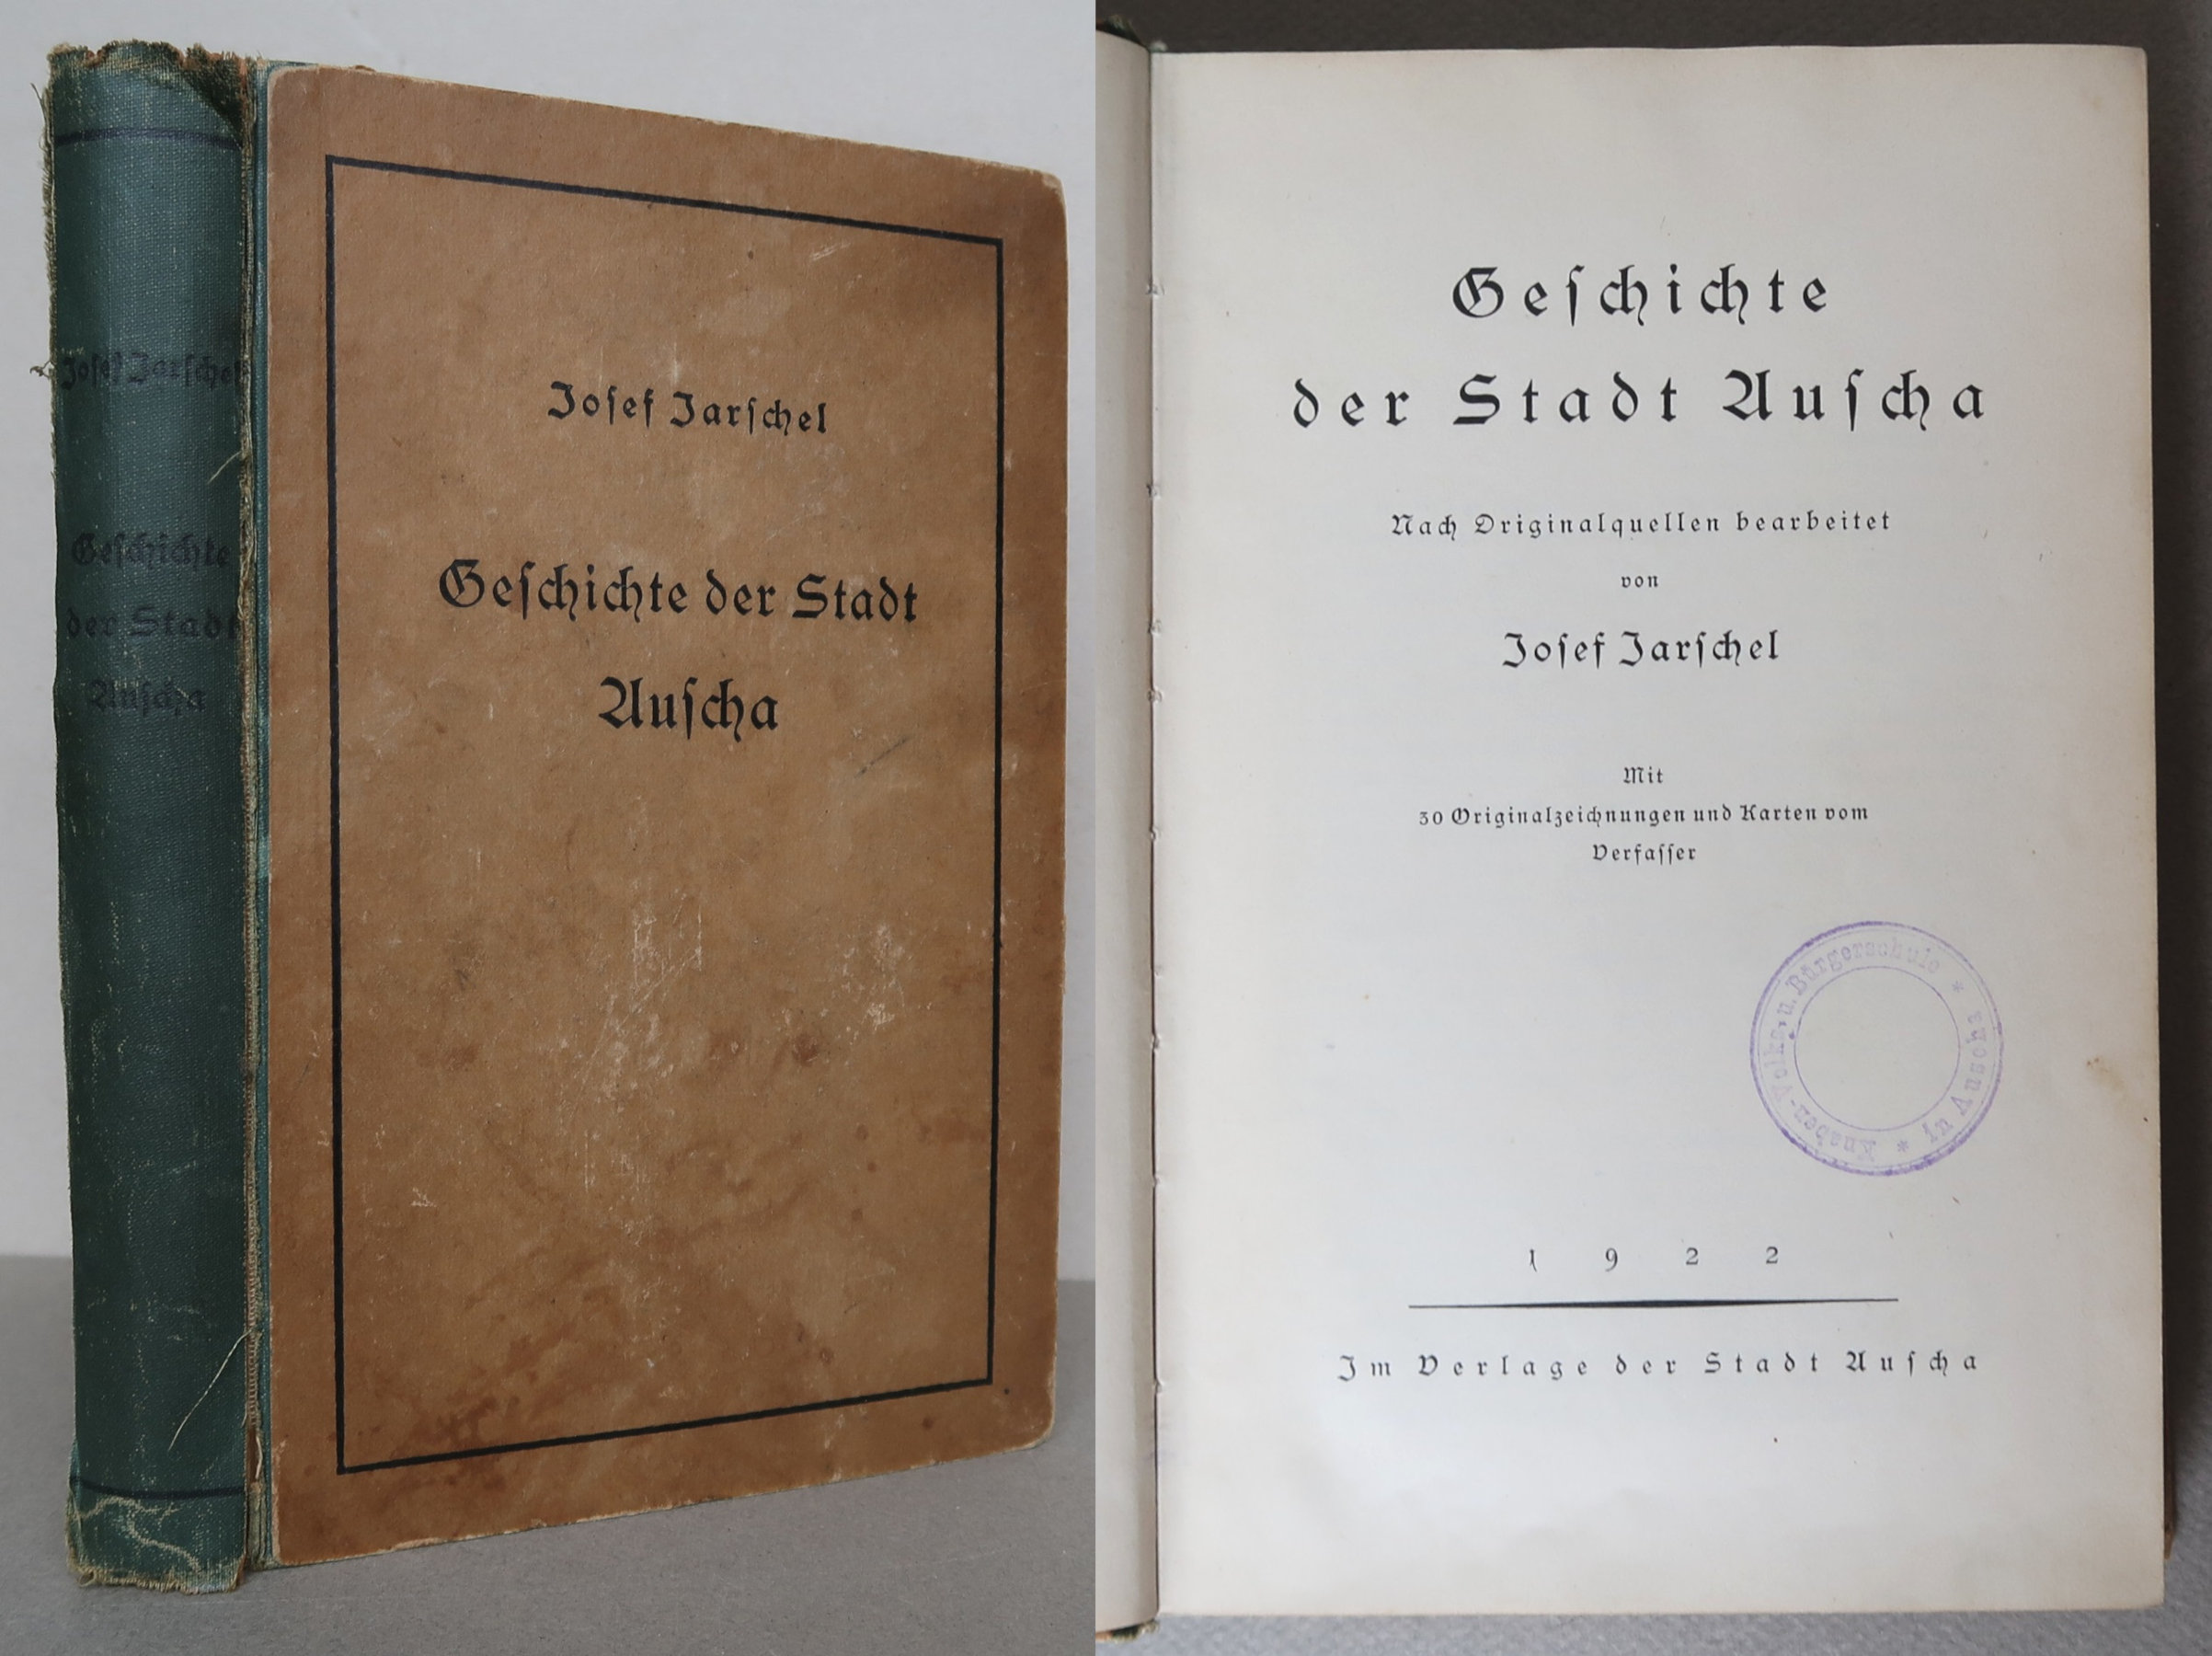 Josef Jarschel
Geschichte
der Stadt
Auscha
Josef Jarschel
Geschichte der Stadt
Auscha
Geschichte
der Stadt Auscha
Nach Originalquellen bearbeitet
von
Josef Jarschel
Mit
30 Originalzeichnungen und Karten vom
Verfasser
Knaben-Volks- u. Bürgerschule * in Auscha *
1922
Im Verlage der Stadt Auscha